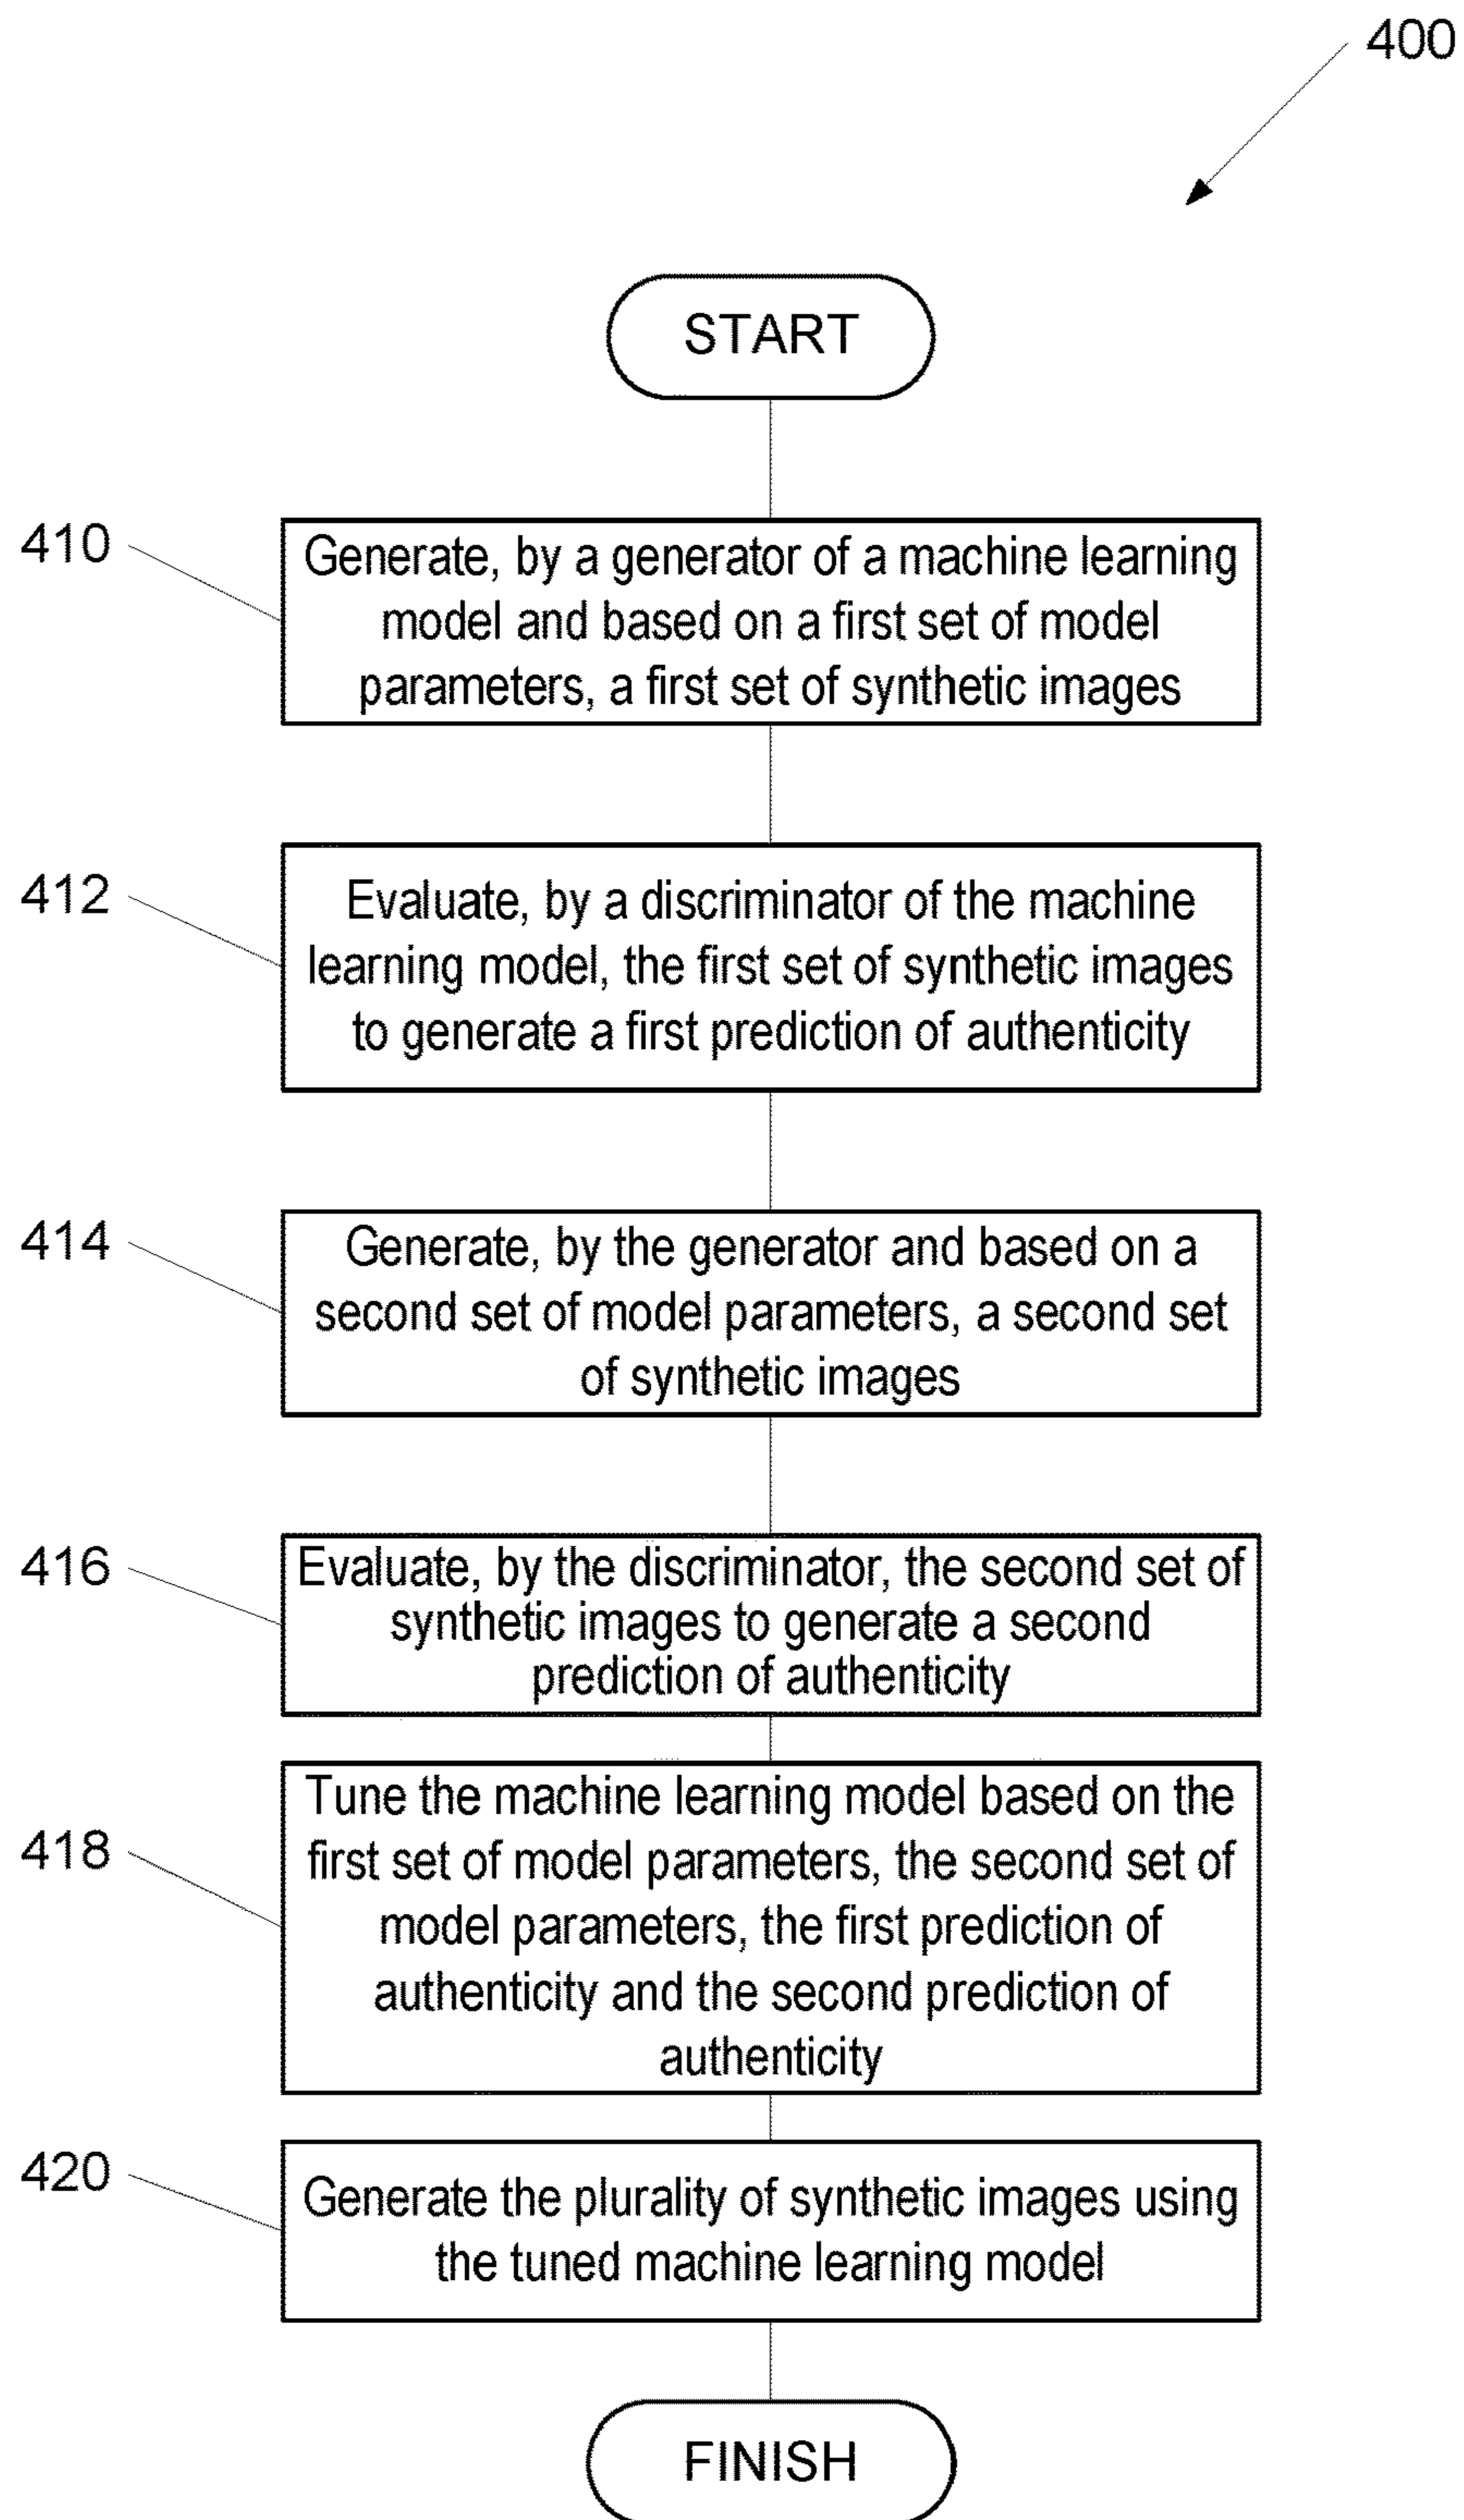 400
START
410
Generate, by a generator of a machine learning
model and based on a first set of model
parameters, a first set of synthetic images
412
Evaluate, by a discriminator of the machine
learning model, the first set of synthetic images
to generate a first prediction of authenticity
414
Generate, by the generator and based on a
second set of model parameters, a second set
of synthetic images
416
Evaluate, by the discriminator, the second set of
synthetic images to generate a second
prediction of authenticity
418
Tune the machine learning model based on the
first set of model parameters, the second set of
model parameters, the first prediction of
authenticity and the second prediction of
authenticity
420
Generate the plurality of synthetic images using
the tuned machine learning model
FINISH